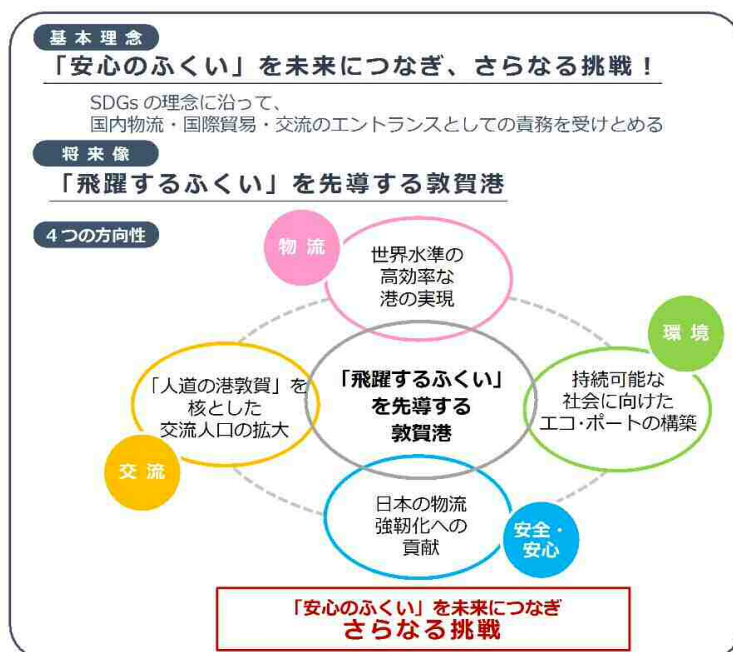 基本理念
「安心のふくい」を未来につなぎ、さらなる挑戦！
SDGsの理念に沿って、
国内物流・国際貿易・交流のエントランスとしての責務を受けとめる
将来像
「飛躍するふくい」を先導する敦賀港
4つの方向性
物流
世界水準の
高効率な
港の実現
環境
持続可能な
社会に向けた
エコ・ポートの構築
「飛躍するふくい」
を先導する
敦賀港
「人道の港敦賀」を
核とした
交流人口の拡大
交流
日本の物流
強靭化への
貢献
安全・
安心
「安心のふくい」を未来につなぎ
さらなる挑戦